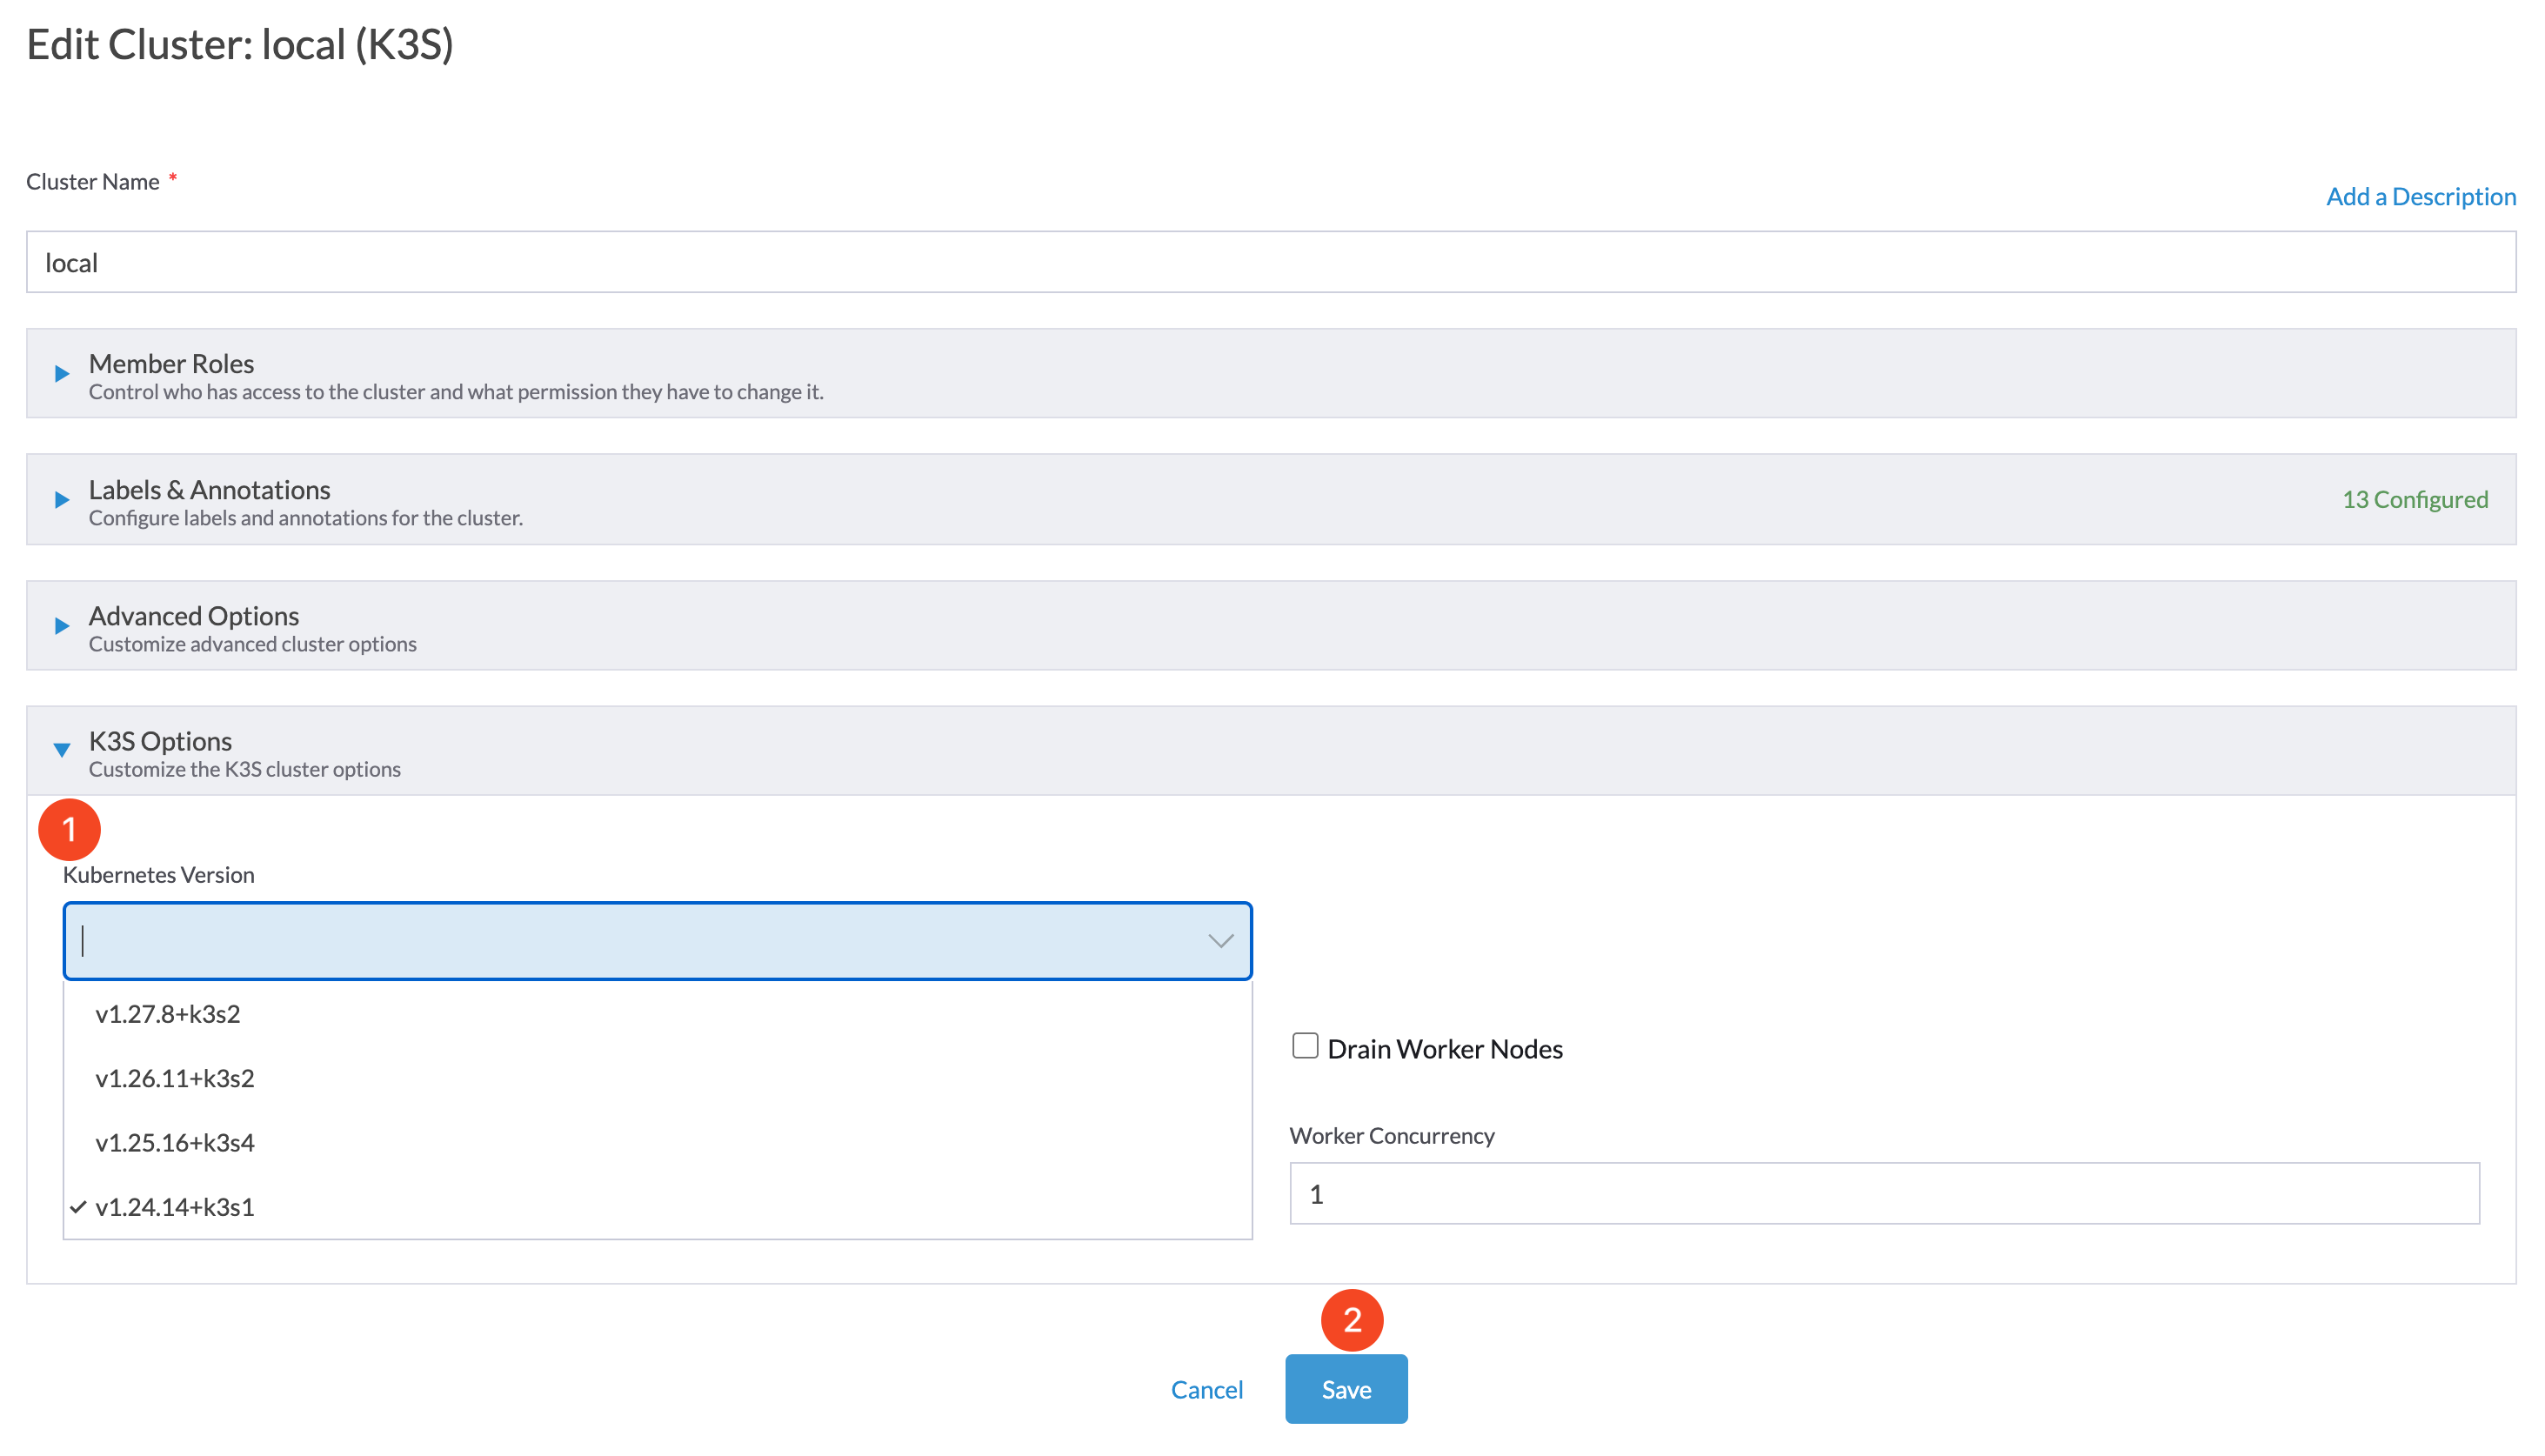 Edit Cluster: local (K3S)
Cluster Name *
Add a Description
local
Member Roles
Control who has access to the cluster and what permission they have to change it.
Labels & Annotations
Configure labels and annotations for the cluster.
13 Configured
Advanced Options
Customize advanced cluster options
K3S Options
Customize the K3S cluster options
1
Kubernetes Version
v1.27.8+k3s2
v1.26.11+k3s2
v1.25.16+k3s4
v1.24.14+k3s1
Drain Worker Nodes
Worker Concurrency
1
2
Cancel
Save